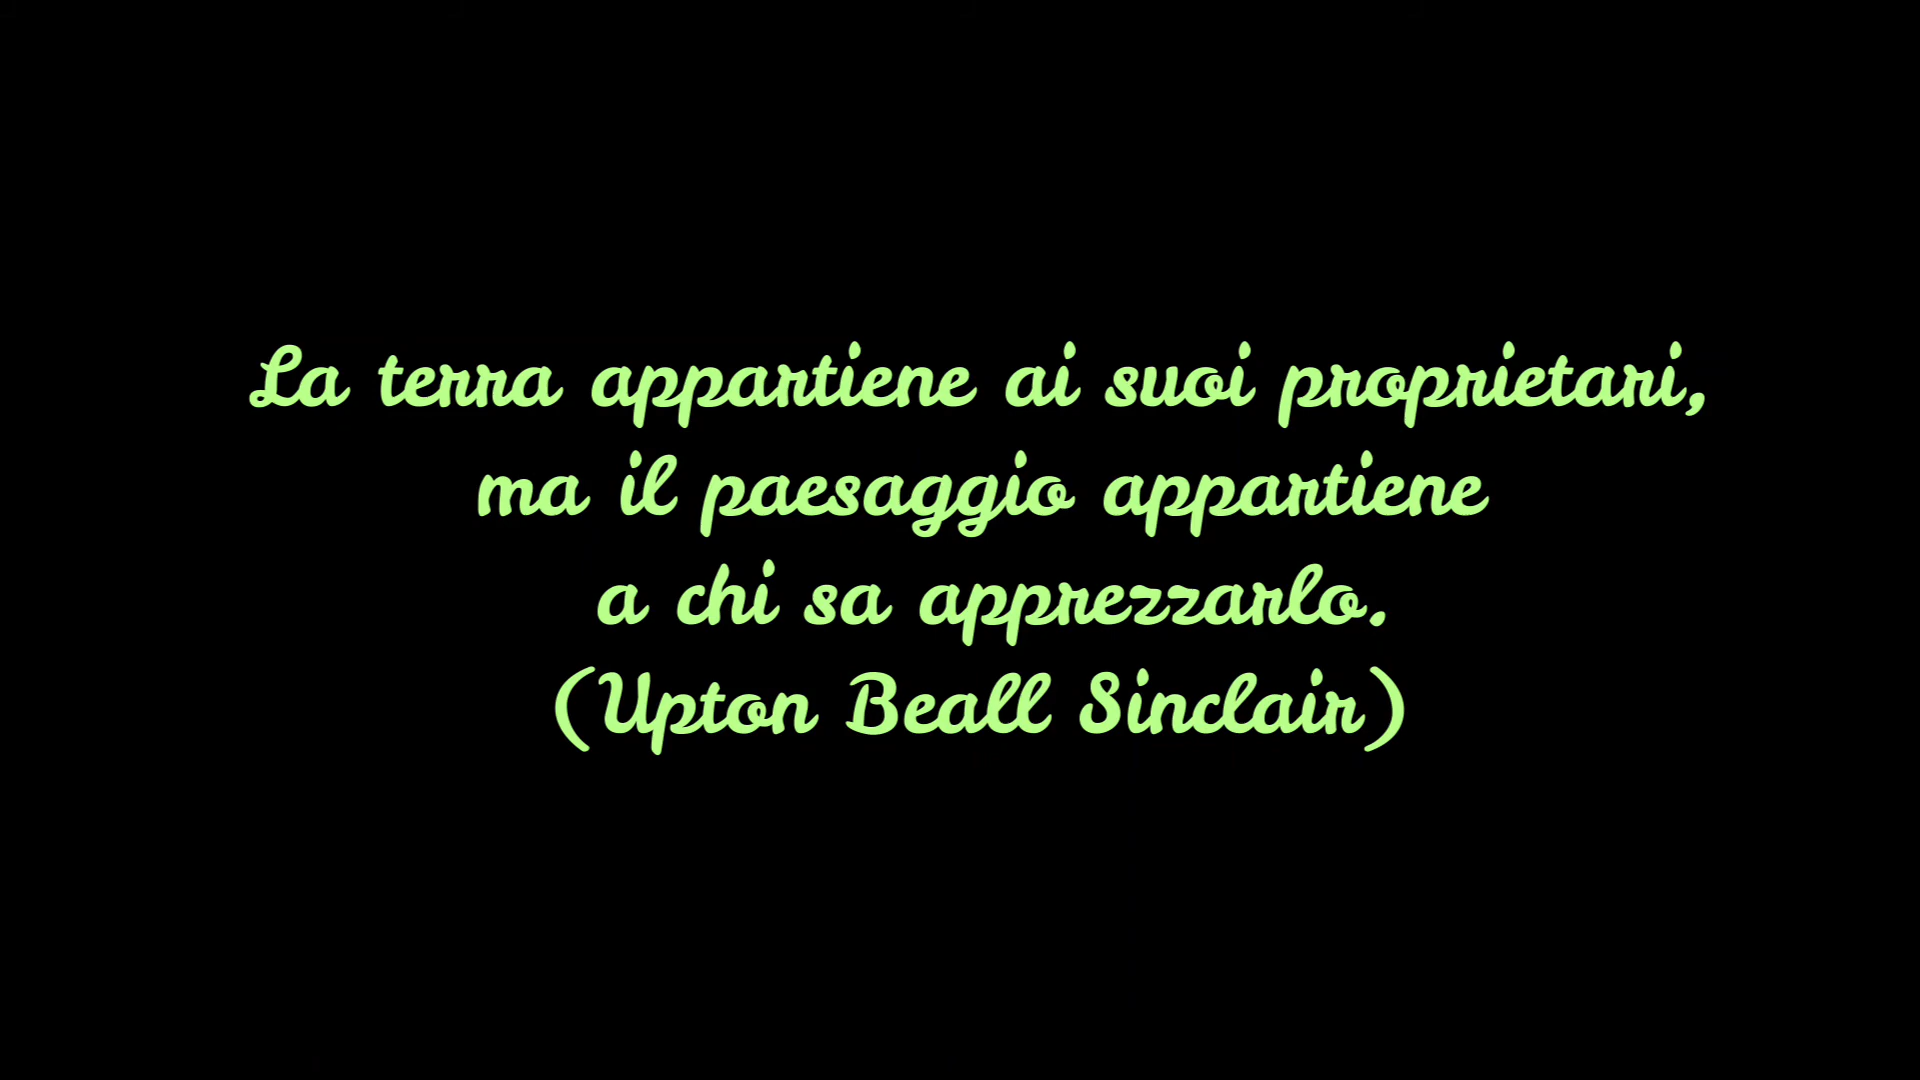 La terra appartiene ai suoi proprietari,
ma il paesaggio appartiene
a chi sa apprezzarlo.
(Upton Beall Sinclair)